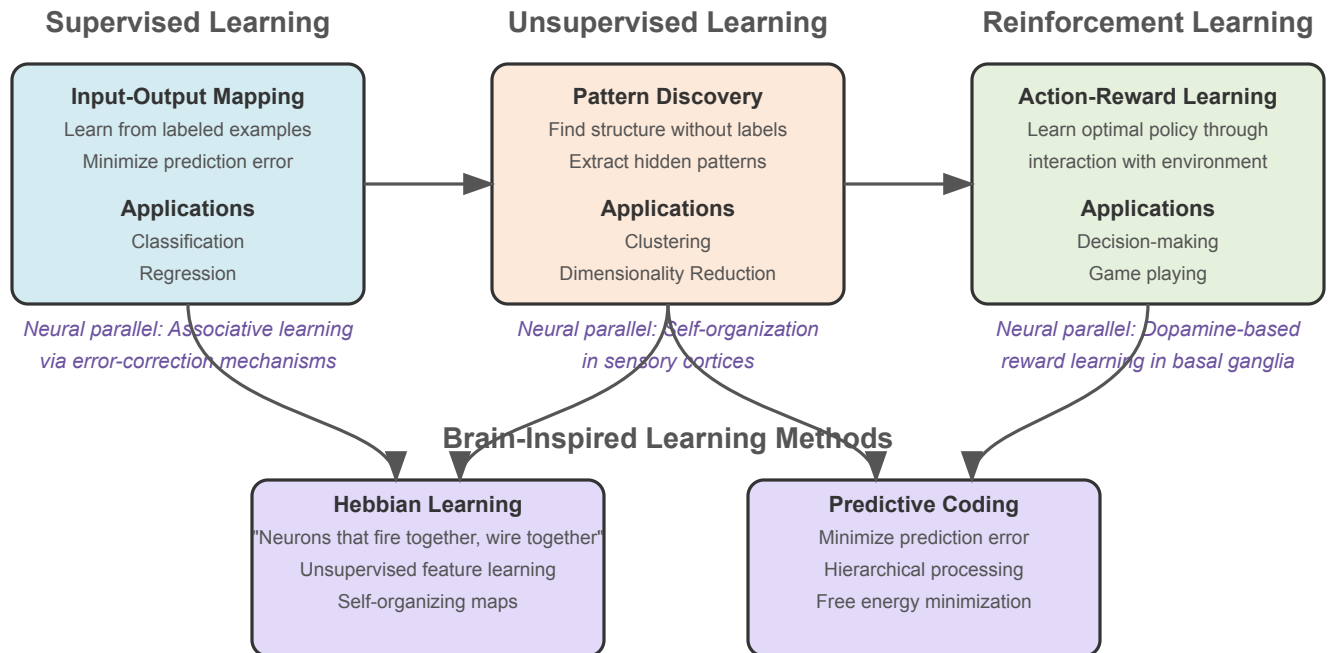 Supervised Learning
Unsupervised Learning
Reinforcement Learning
Input-Output Mapping
Learn from labeled examples
Minimize prediction error
Applications
Classification
Regression
Neural parallel: Associative learning
via error-correction mechanisms
Pattern Discovery
Find structure without labels
Extract hidden patterns
Applications
Clustering
Dimensionality Reduction
Neural parallel: Self-organization
in sensory cortices
Action-Reward Learning
Learn optimal policy through
interaction with environment
Applications
Decision-making
Game playing
Neural parallel: Dopamine-based
reward learning in basal ganglia
Brain-Inspired Learning Methods
Hebbian Learning
"Neurons that fire together, wire together"
Unsupervised feature learning
Self-organizing maps
Predictive Coding
Minimize prediction error
Hierarchical processing
Free energy minimization